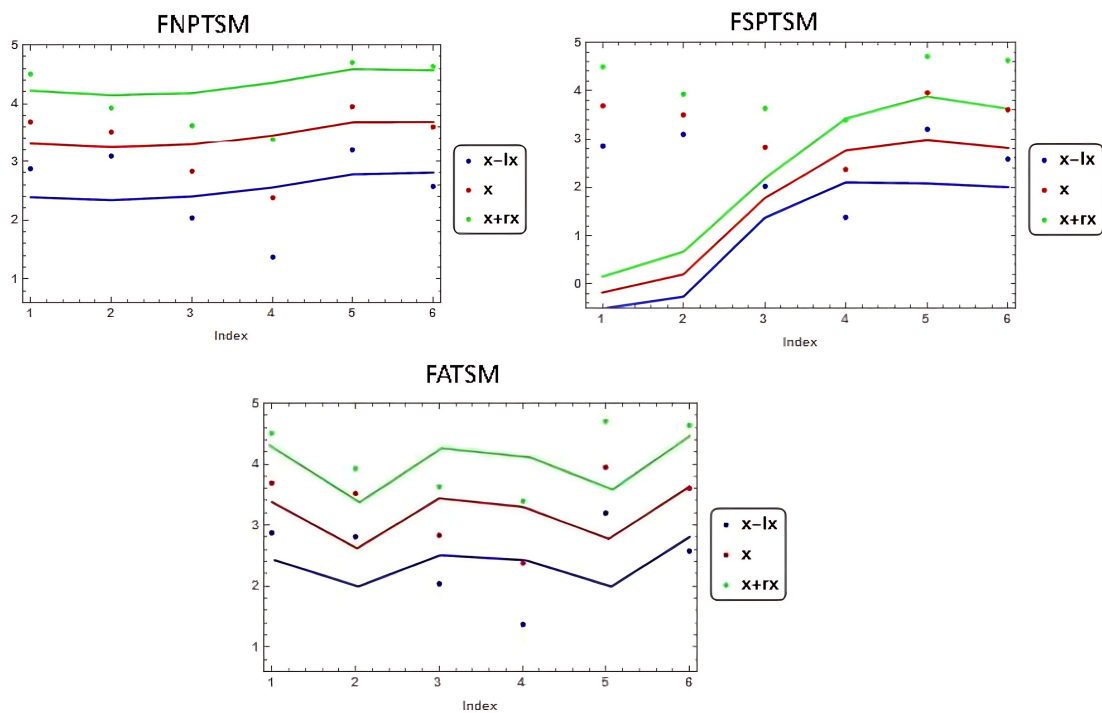 FNPTSM
5
4
3
2
1
1 2 3 4 5 6
Index
x-lx
x
x+rx
FSPTSM
5
4
3
2
1
0
1 2 3 4 5 6
Index
x-lx
x
x+rx
FATSM
5
4
3
2
1
1 2 3 4 5 6
Index
x-lx
x
x+rx